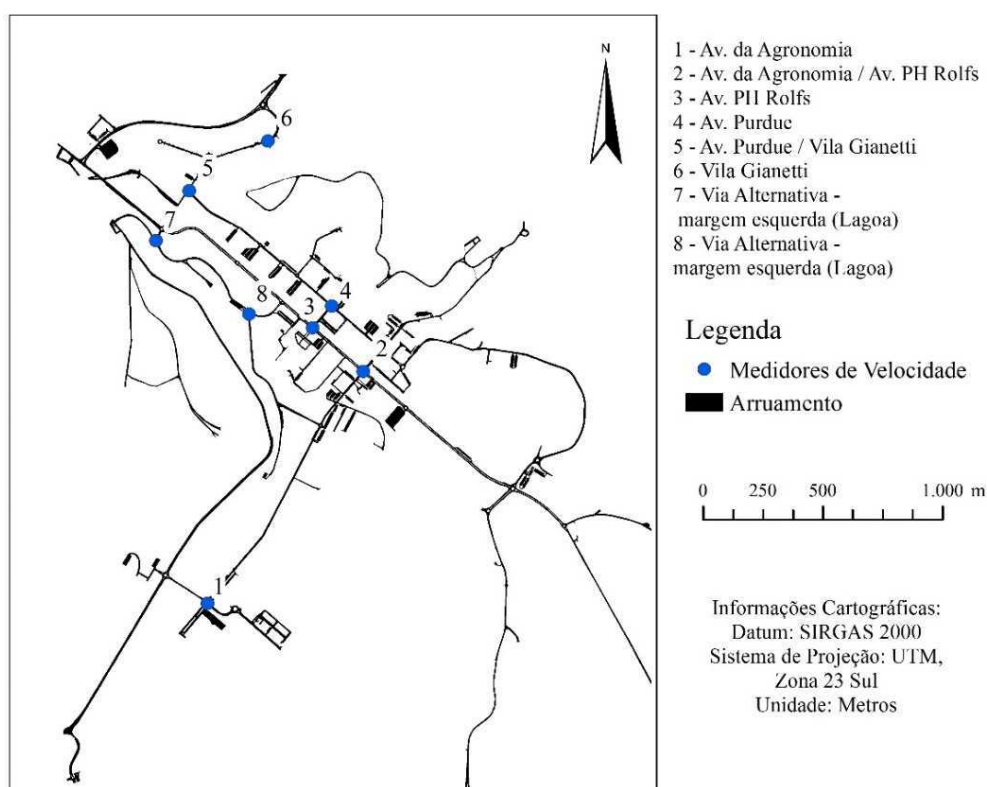 N
1 - Av. da Agronomia
2 - Av. da Agronomia / Av. PH Rolfs
3 - Av. PH Rolfs
4 - Av. Purdue
5 - Av. Purdue / Vila Gianetti
6 - Vila Gianetti
7 - Via Alternativa -
margem esquerda (Lagoa)
8 - Via Alternativa -
margem esquerda (Lagoa)
6
5
7
8
3
4
2
1
Legenda
Medidores de Velocidade
Arruamento
0 250 500 1.000 m
Informações Cartográficas:
Datum: SIRGAS 2000
Sistema de Projeção: UTM,
Zona 23 Sul
Unidade: Metros